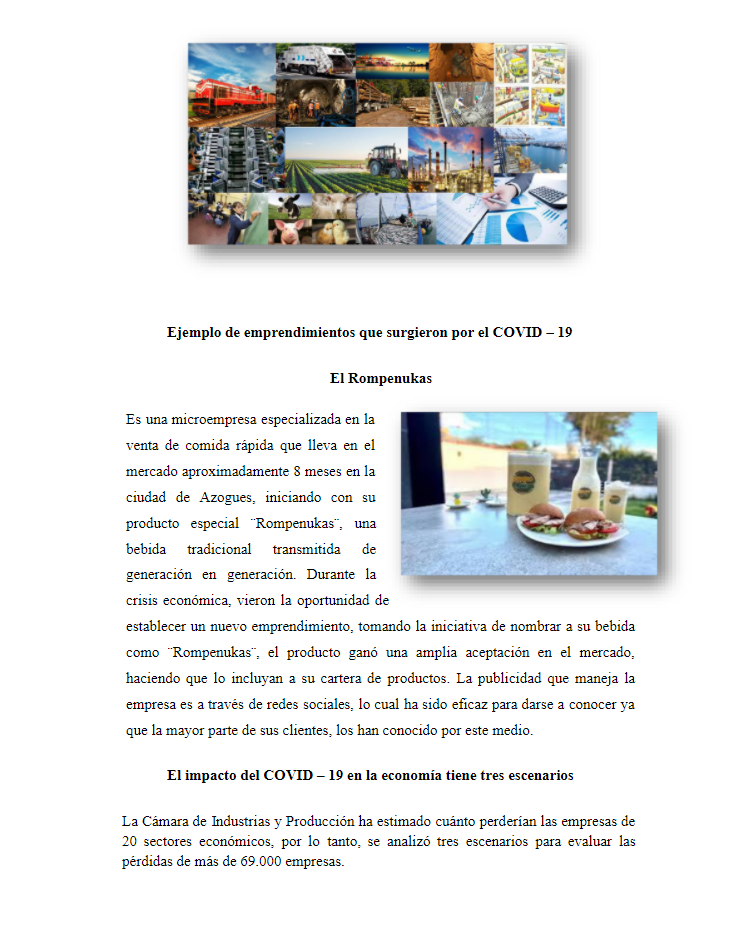 Ejemplo de emprendimientos que surgieron por el COVID – 19
El Rompenukas
Es una microempresa especializada en la
venta de comida rápida que lleva en el
mercado aproximadamente 8 meses en la
ciudad de Azogues, iniciando con su
producto especial ¨Rompenukas¨, una
bebida tradicional transmitida de
generación en generación. Durante la
crisis económica, vieron la oportunidad de
establecer un nuevo emprendimiento, tomando la iniciativa de nombrar a su bebida
como ¨Rompenukas¨, el producto ganó una amplia aceptación en el mercado,
haciendo que lo incluyan a su cartera de productos. La publicidad que maneja la
empresa es a través de redes sociales, lo cual ha sido eficaz para darse a conocer ya
que la mayor parte de sus clientes, los han conocido por este medio.
El impacto del COVID – 19 en la economía tiene tres escenarios
La Cámara de Industrias y Producción ha estimado cuánto perderían las empresas de
20 sectores económicos, por lo tanto, se analizó tres escenarios para evaluar las
pérdidas de más de 69.000 empresas.